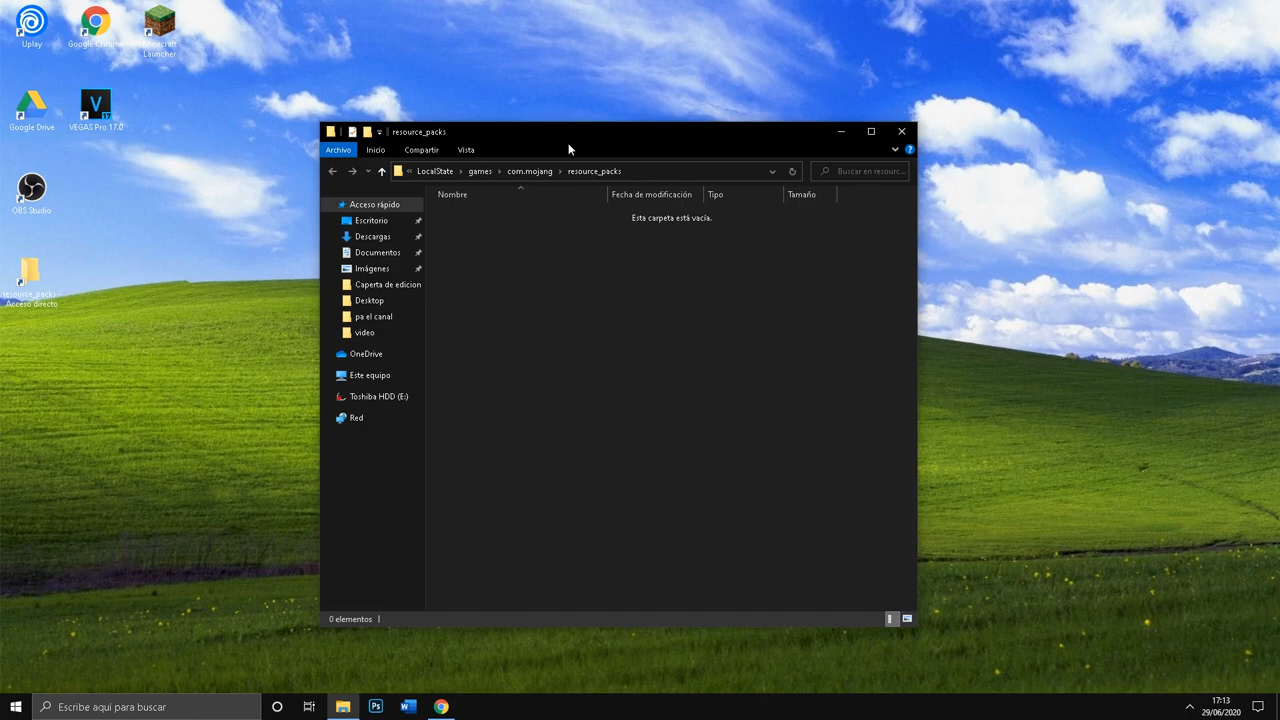 Uplay
Google Chrome
Minecraft
Launcher
Google Drive
VEGAS Pro 17.0
OBS Studio
resource_packs -
Acceso directo
resource_packs
Archivo
Inicio
Compartir
Vista
« LocalState › games › com.mojang › resource_packs
Buscar en resourc...
Nombre
Fecha de modificación
Tipo
Tamaño
Esta carpeta está vacía.
Acceso rápido
Escritorio
Descargas
Documentos
Imágenes
Caperta de edicion
Desktop
pa el canal
video
OneDrive
Este equipo
Toshiba HDD (E:)
Red
0 elementos
Escribe aquí para buscar
17:13
29/06/2020